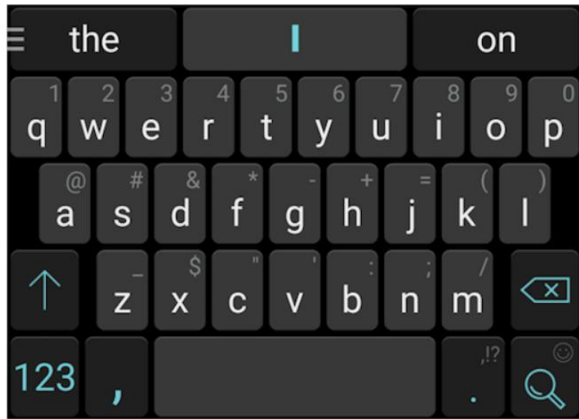 the I on
1 2 3 4 5 6 7 8 9 0
q w e r t y u i o p
@ # & * - + = ( )
a s d f g h j k l
_ $ " ' : ; /
z x c v b n m
,!?
123 , .